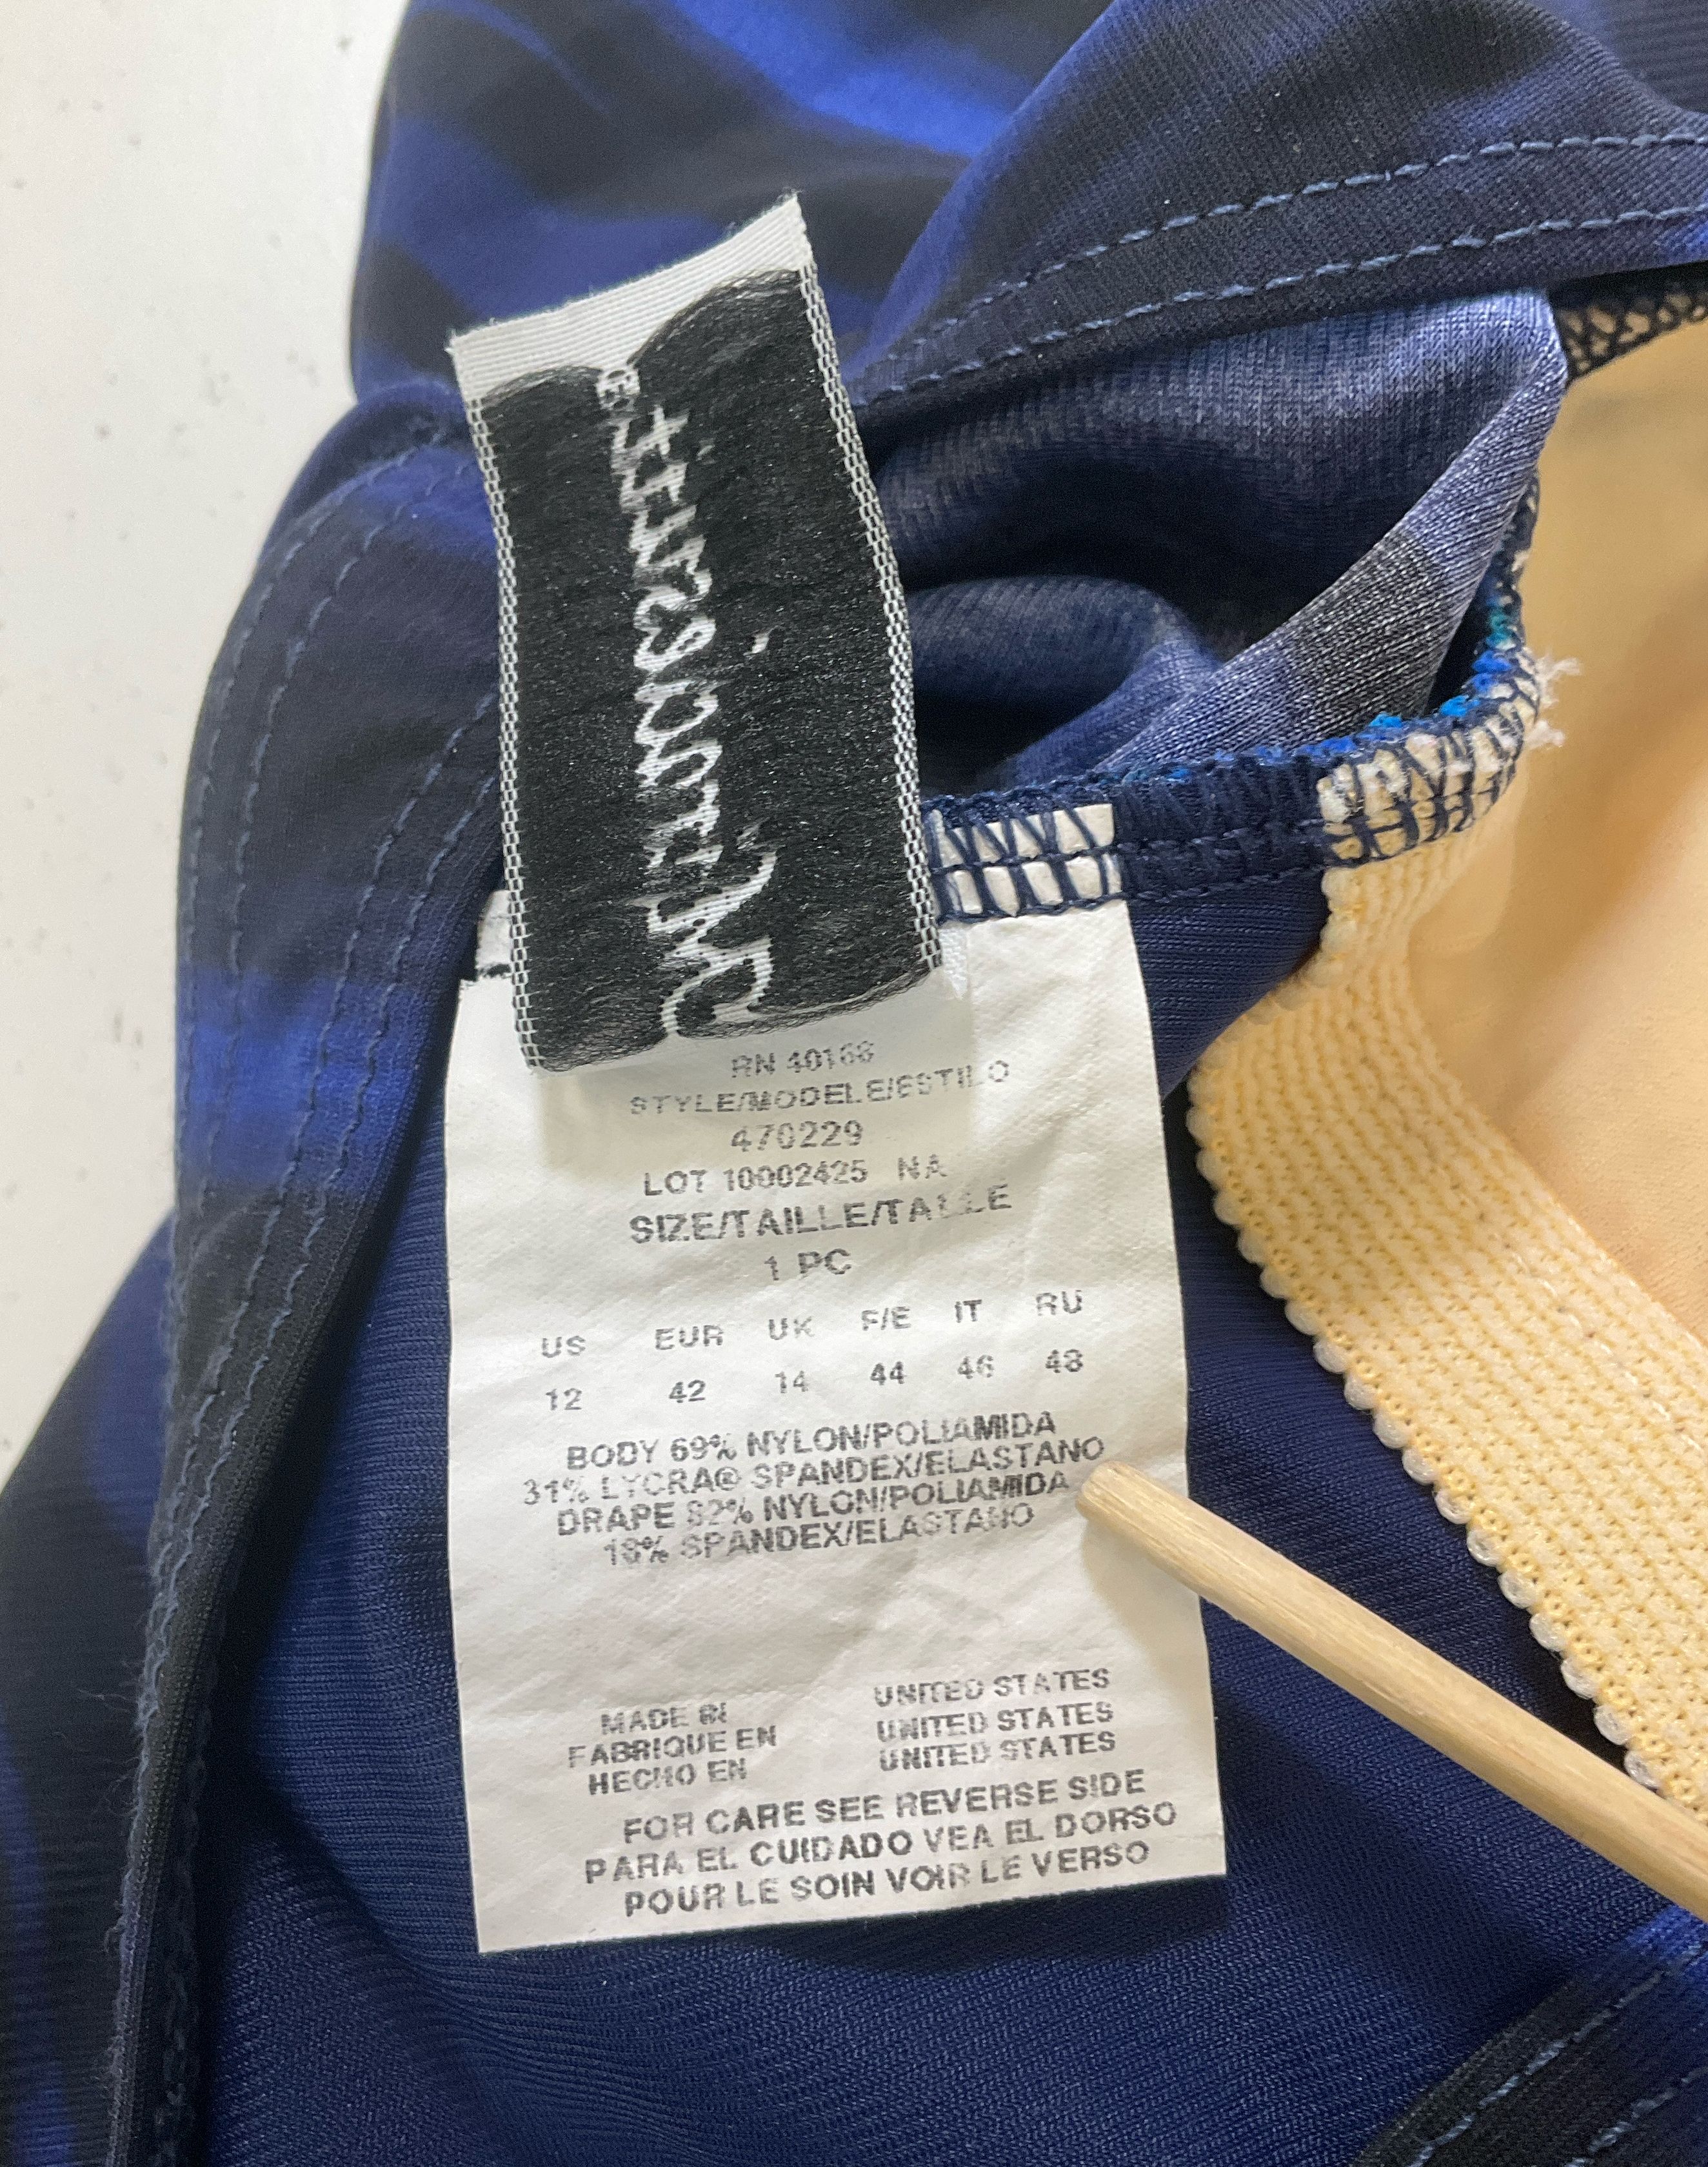 Miraclesuit®
RN 40168
STYLE/MODELE/ESTILO
470229
LOT 10002425 NA
SIZE/TAILLE/TALLE
1 PC
US EUR UK F/E IT RU
12 42 14 44 46 48
BODY 69% NYLON/POLIAMIDA
31% LYCRA® SPANDEX/ELASTANO
DRAPE 82% NYLON/POLIAMIDA
18% SPANDEX/ELASTANO
MADE IN UNITED STATES
FABRIQUE EN UNITED STATES
HECHO EN UNITED STATES
FOR CARE SEE REVERSE SIDE
PARA EL CUIDADO VEA EL DORSO
POUR LE SOIN VOIR LE VERSO